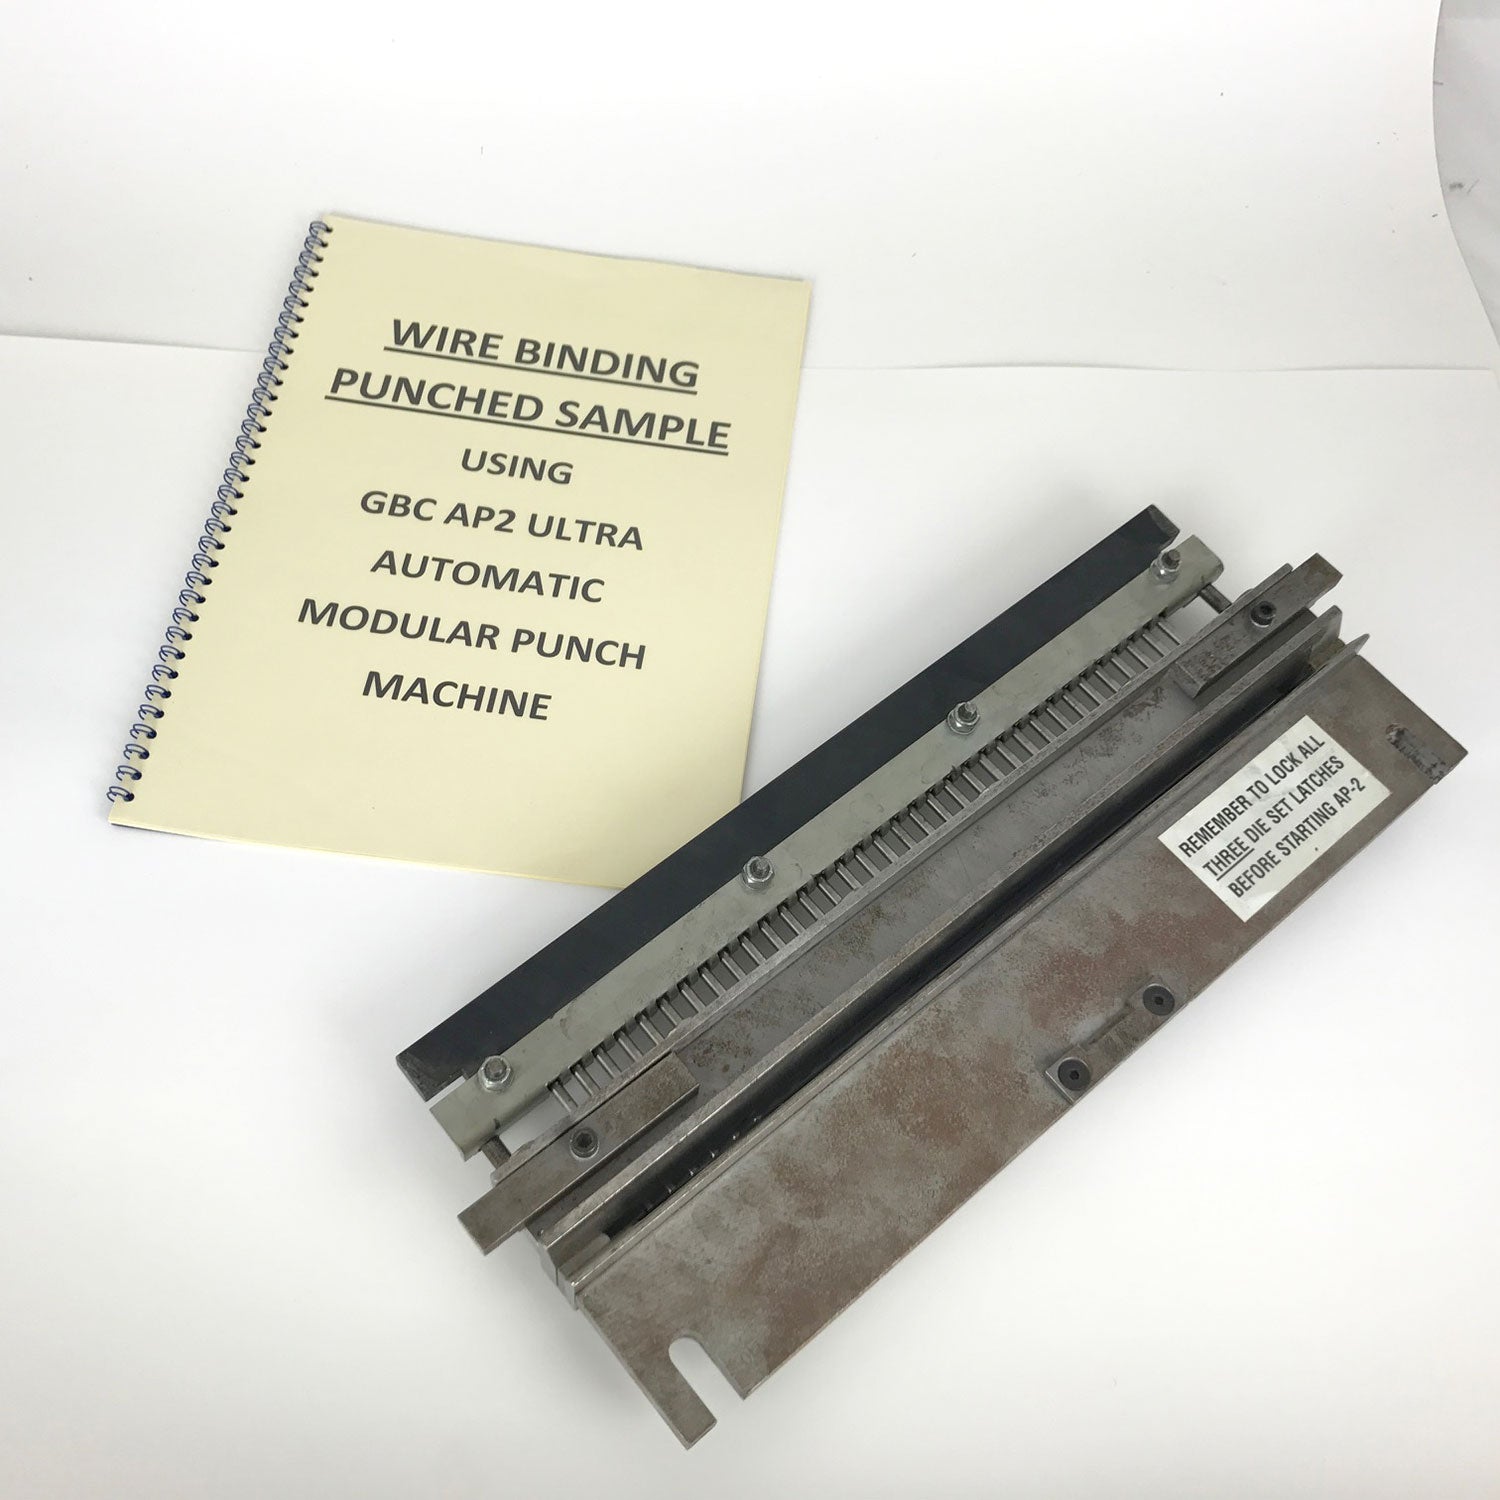 WIRE BINDING
PUNCHED SAMPLE
USING
GBC AP2 ULTRA
AUTOMATIC
MODULAR PUNCH
MACHINE
REMEMBER TO LOCK ALL
THREE DIE SET LATCHES
BEFORE STARTING AP-2